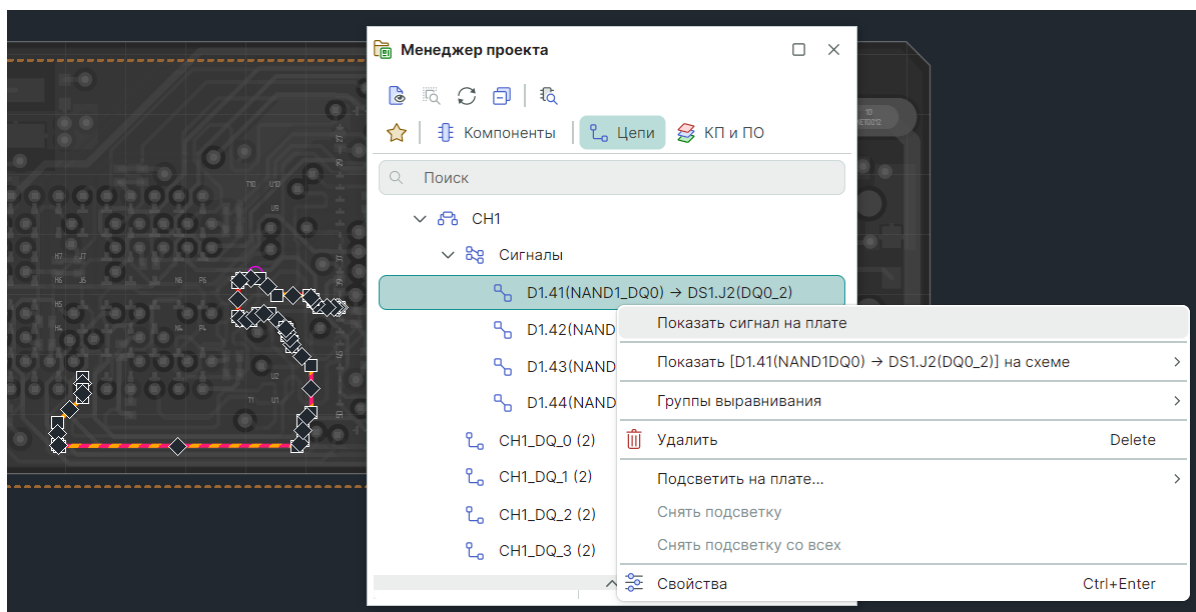 Менеджер проекта
Компоненты
Цепи
КП и ПО
Поиск
CH1
Сигналы
D1.41(NAND1_DQ0) → DS1.J2(DQ0_2)
D1.42(NAND
D1.43(NAND
D1.44(NAND
CH1_DQ_0 (2)
CH1_DQ_1 (2)
CH1_DQ_2 (2)
CH1_DQ_3 (2)
Показать сигнал на плате
Показать [D1.41(NAND1DQ0) → DS1.J2(DQ0_2)] на схеме
Группы выравнивания
Удалить Delete
Подсветить на плате...
Снять подсветку
Снять подсветку со всех
Свойства Ctrl+Enter